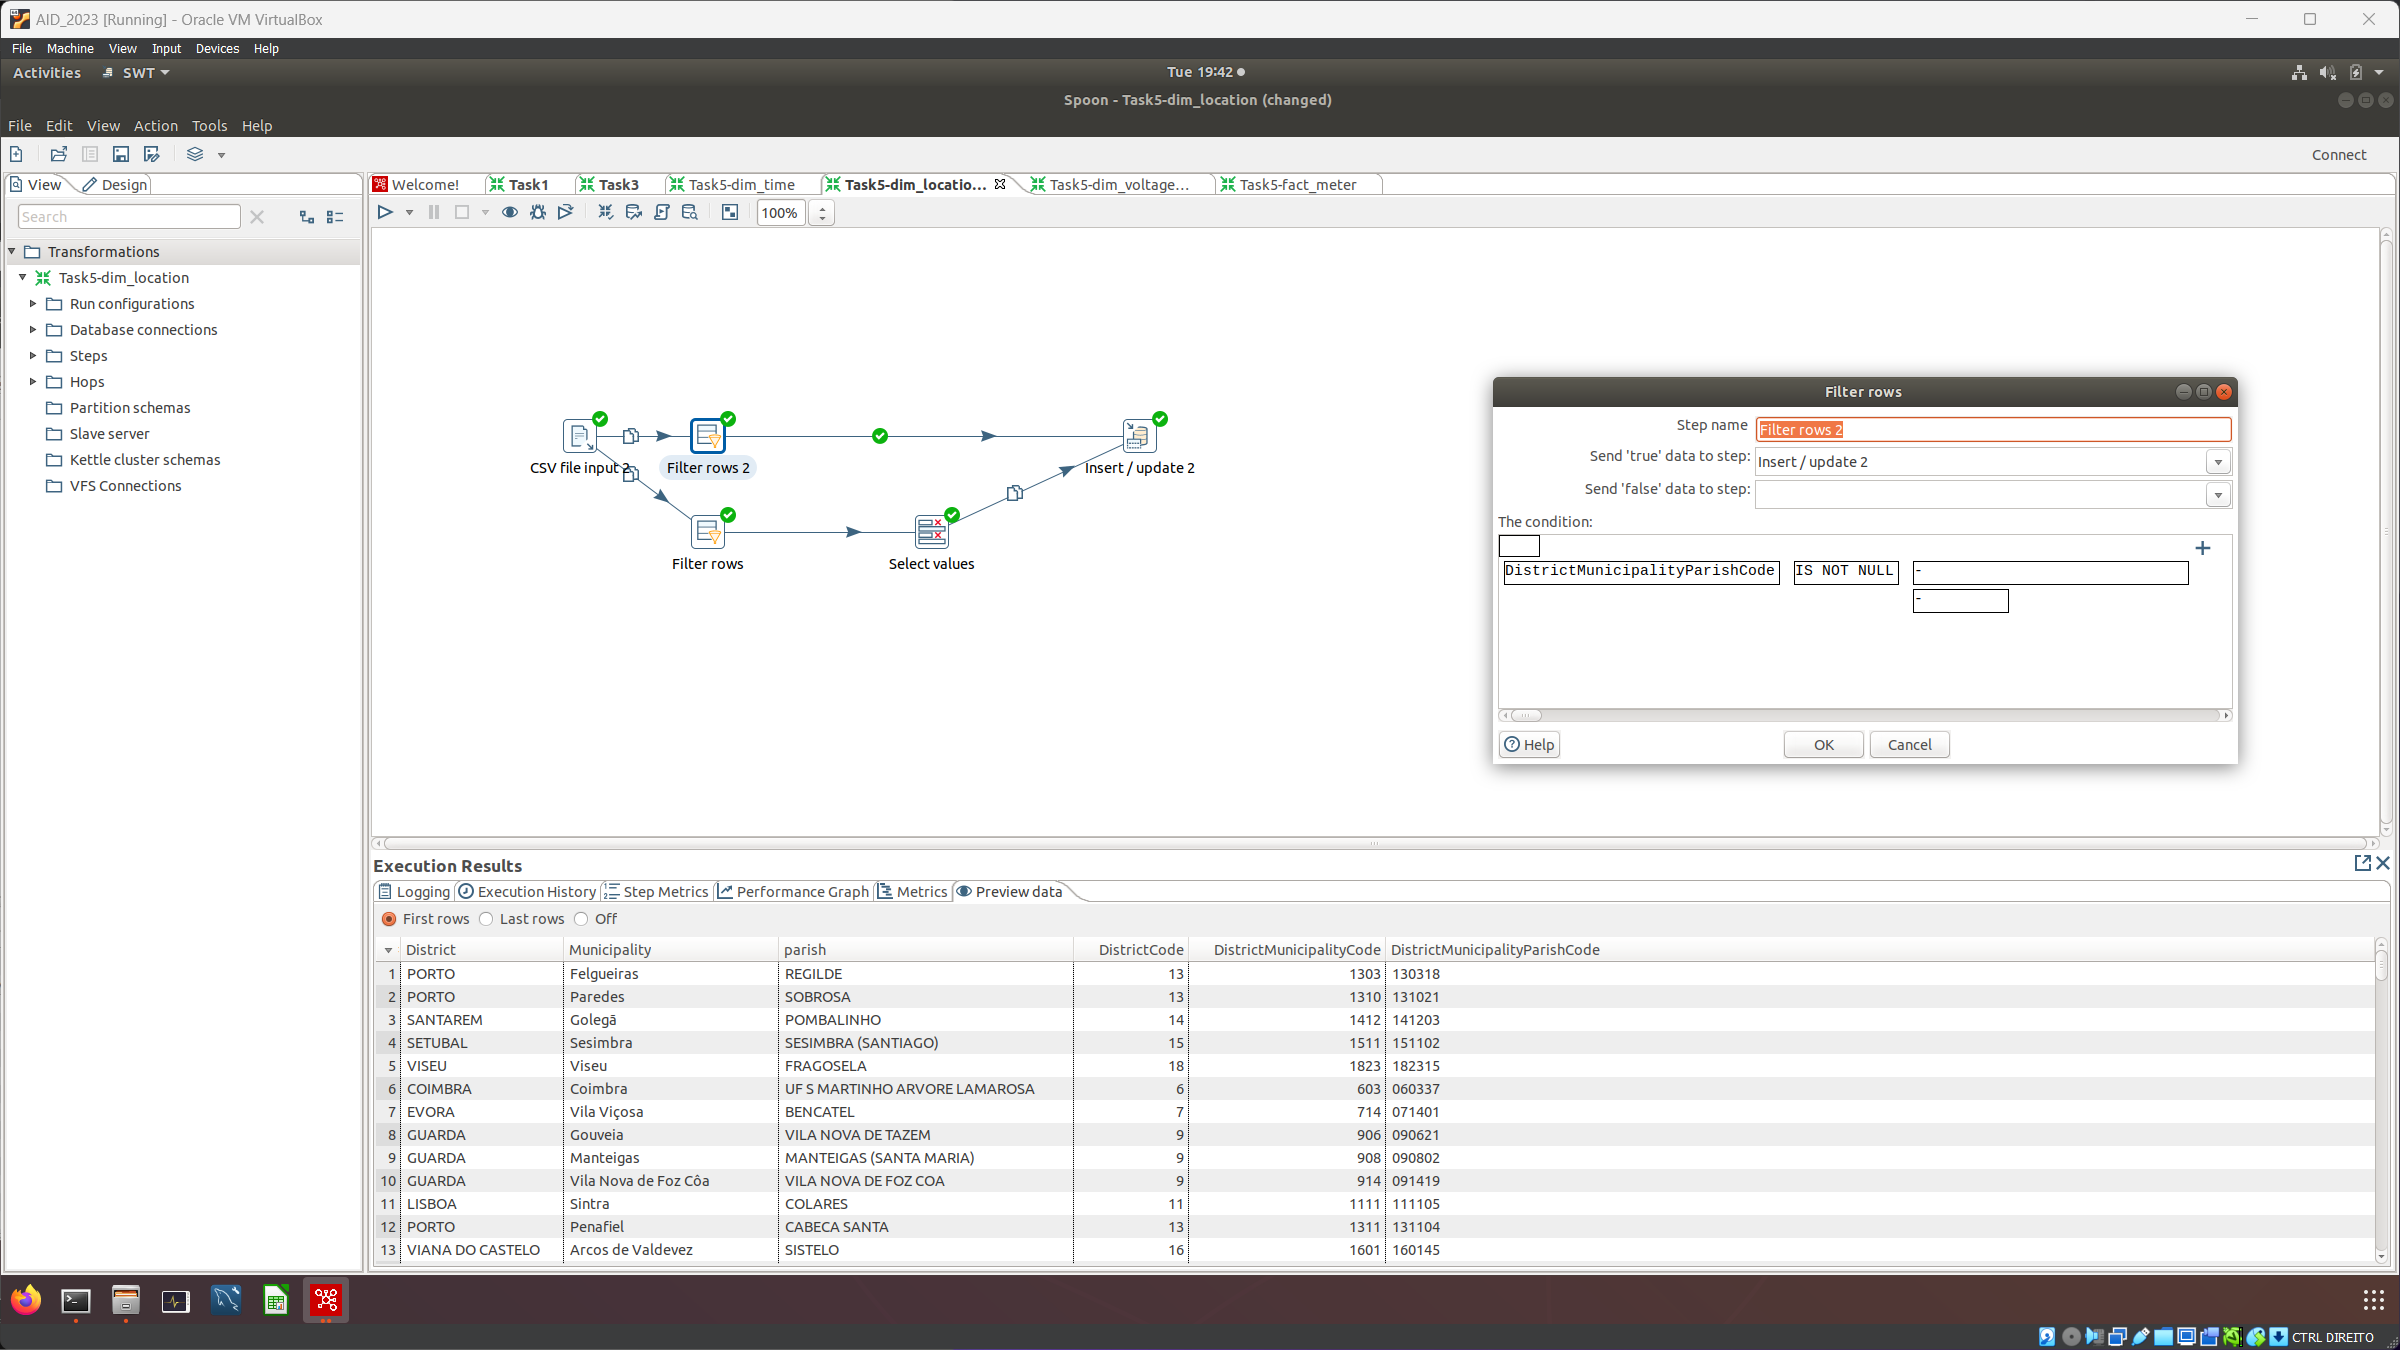 AID_2023 [Running] - Oracle VM VirtualBox
File Machine View Input Devices Help
Activities SWT Tue 19:42
Spoon - Task5-dim_location (changed)
File Edit View Action Tools Help
Connect
View Design
Welcome! Task1 Task3 Task5-dim_time Task5-dim_locatio... Task5-dim_voltage... Task5-fact_meter
Search
100%
Transformations
Task5-dim_location
Run configurations
Database connections
Steps
Hops
Partition schemas
Slave server
Kettle cluster schemas
VFS Connections
CSV file input 2
Filter rows 2
Insert / update 2
Filter rows
Select values
Filter rows
Step name Filter rows 2
Send 'true' data to step: Insert / update 2
Send 'false' data to step:
The condition:
DistrictMunicipalityParishCode IS NOT NULL -
-
Help OK Cancel
Execution Results
Logging Execution History Step Metrics Performance Graph Metrics Preview data
First rows Last rows Off
District Municipality parish DistrictCode DistrictMunicipalityCode DistrictMunicipalityParishCode
1 PORTO Felgueiras REGILDE 13 1303 130318
2 PORTO Paredes SOBROSA 13 1310 131021
3 SANTAREM Golegã POMBALINHO 14 1412 141203
4 SETUBAL Sesimbra SESIMBRA (SANTIAGO) 15 1511 151102
5 VISEU Viseu FRAGOSELA 18 1823 182315
6 COIMBRA Coimbra UF S MARTINHO ARVORE LAMAROSA 6 603 060337
7 EVORA Vila Viçosa BENCATEL 7 714 071401
8 GUARDA Gouveia VILA NOVA DE TAZEM 9 906 090621
9 GUARDA Manteigas MANTEIGAS (SANTA MARIA) 9 908 090802
10 GUARDA Vila Nova de Foz Côa VILA NOVA DE FOZ COA 9 914 091419
11 LISBOA Sintra COLARES 11 1111 111105
12 PORTO Penafiel CABECA SANTA 13 1311 131104
13 VIANA DO CASTELO Arcos de Valdevez SISTELO 16 1601 160145
CTRL DIREITO